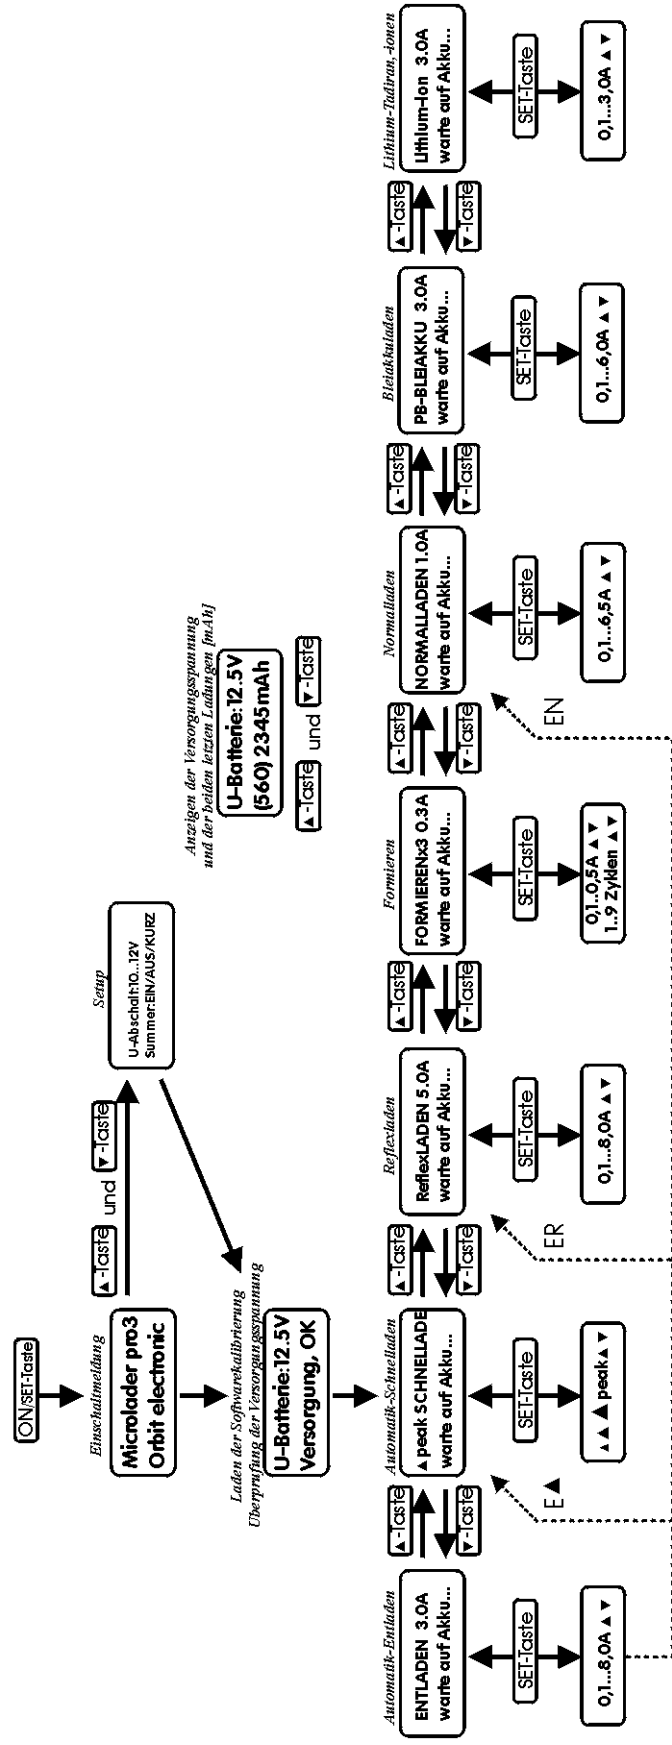 ON/SET-Taste
Einschaltmeldung
Microlader pro3
Orbit electronic
▲-Taste und ▼-Taste
Setup
U-Abschalt:10...12V
Summer:EIN/AUS/KURZ
Laden der Softwarekalibrierung
Überprüfung der Versorgungsspannung
U-Batterie:12.5V
Versorgung, OK
Anzeigen der Versorgungsspannung
und der beiden letzten Ladungen [mAh]
U-Batterie:12.5V
(560) 2345mAh
▲-Taste und ▼-Taste
Automatik-Entladen
ENTLADEN 3.0A
warte auf Akku...
SET-Taste
0,1...8,0A ▲▼
▲-Taste
▼-Taste
Automatik-Schnelladen
▲peak SCHNELLADE
warte auf Akku...
SET-Taste
▲▲▲peak▲▼
E▲
▲-Taste
▼-Taste
Reflexladen
ReflexLADEN 5.0A
warte auf Akku...
SET-Taste
0,1...8,0A ▲▼
ER
▲-Taste
▼-Taste
Formieren
FORMIERENx3 0.3A
warte auf Akku...
SET-Taste
0,1..0,5A ▲▼
1..9 Zyklen ▲▼
▲-Taste
▼-Taste
Normalladen
NORMALLADEN 1.0A
warte auf Akku...
SET-Taste
0,1...6,5A ▲▼
EN
▲-Taste
▼-Taste
Bleiakkuladen
PB-BLEIAKKU 3.0A
warte auf Akku...
SET-Taste
0,1...6,0A ▲▼
▲-Taste
▼-Taste
Lithium-Tadiran,-ionen
Lithium-Ion 3.0A
warte auf Akku...
SET-Taste
0,1...3,0A ▲▼